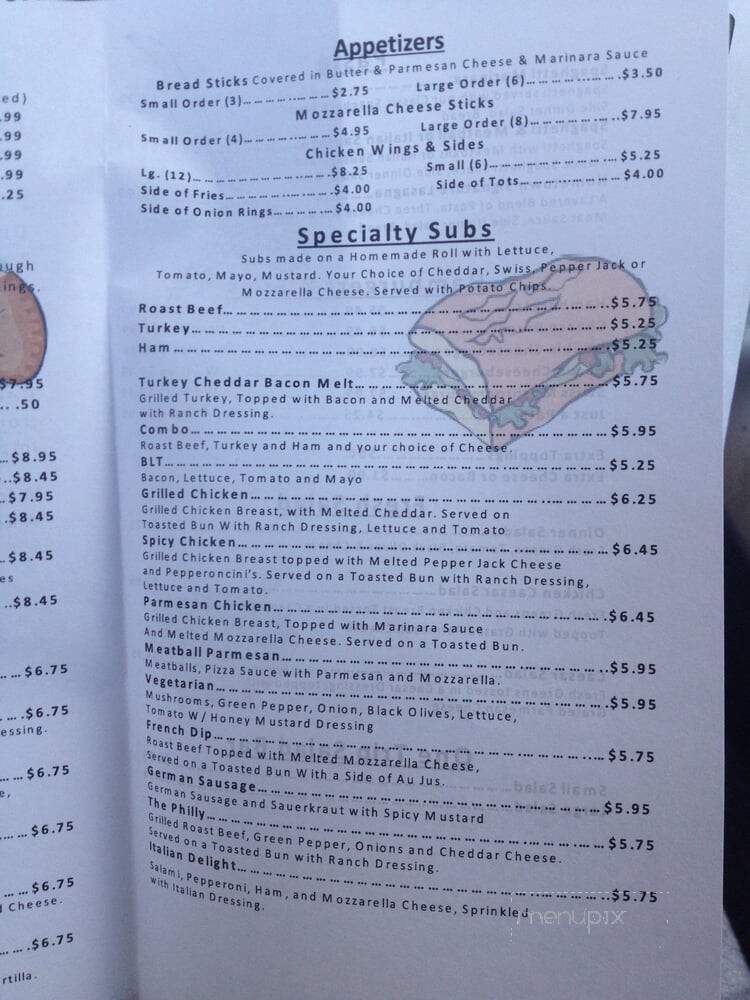 ed)
.99
.99
.99
.99
.25
ough
ings.
$7.95
.. .50
...$8.95
...$8.45
..$7.95
.$8.45
..$8.45
es
..$8.45
... ...$6.75
... .$6.75
essing.
... ...$6.75
e,
... ...$6.75
... ...$6.75
d Cheese.
... ....$6.75
rtilla.
Appetizers
Bread Sticks Covered in Butter & Parmesan Cheese & Marinara Sauce
Small Order (3)……………………$2.75 Large Order (6)……………………$3.50
Mozzarella Cheese Sticks
Small Order (4)……………………$4.95 Large Order (8)……………………$7.95
Chicken Wings & Sides
Lg. (12)……………………………$8.25 Small (6)……………………………$5.25
Side of Fries………………………$4.00 Side of Tots………………………$4.00
Side of Onion Rings……………$4.00
Specialty Subs
Subs made on a Homemade Roll with Lettuce,
Tomato, Mayo, Mustard. Your Choice of Cheddar, Swiss, Pepper Jack or
Mozzarella Cheese. Served with Potato Chips.
Roast Beef……………………………………………$5.75
Turkey……………………………………………$5.25
Ham……………………………………………$5.25
Turkey Cheddar Bacon Melt……………………………$5.75
Grilled Turkey, Topped with Bacon and Melted Cheddar
with Ranch Dressing.
Combo……………………………………………$5.95
Roast Beef, Turkey and Ham and your choice of Cheese.
BLT……………………………………………$5.25
Bacon, Lettuce, Tomato and Mayo
Grilled Chicken……………………………………$6.25
Grilled Chicken Breast, with Melted Cheddar. Served on
Toasted Bun With Ranch Dressing, Lettuce and Tomato
Spicy Chicken……………………………………$6.45
Grilled Chicken Breast topped with Melted Pepper Jack Cheese
and Pepperoncini's. Served on a Toasted Bun with Ranch Dressing,
Lettuce and Tomato.
Parmesan Chicken……………………………………$6.45
Grilled Chicken Breast, Topped with Marinara Sauce
And Melted Mozzarella Cheese. Served on a Toasted Bun.
Meatball Parmesan……………………………………$5.95
Meatballs, Pizza Sauce with Parmesan and Mozzarella.
Vegetarian……………………………………$5.95
Mushrooms, Green Pepper, Onion, Black Olives, Lettuce,
Tomato W/ Honey Mustard Dressing
French Dip……………………………………$5.75
Roast Beef Topped with Melted Mozzarella Cheese,
Served on a Toasted Bun With a Side of Au Jus.
German Sausage……………………………………$5.95
German Sausage and Sauerkraut with Spicy Mustard
The Philly……………………………………$5.75
Grilled Roast Beef, Green Pepper, Onions and Cheddar Cheese.
Served on a Toasted Bun with Ranch Dressing.
Italian Delight……………………………………$5.75
Salami, Pepperoni, Ham, and Mozzarella Cheese, Sprinkled
with Italian Dressing.
menupix